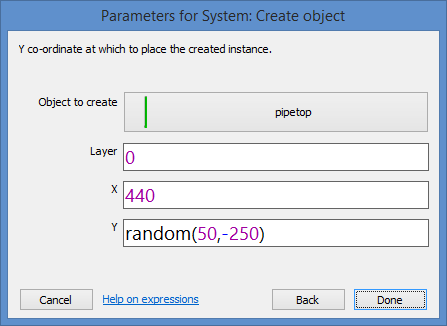 Parameters for System: Create object
Y co-ordinate at which to place the created instance.
Object to create pipetop
Layer 0
X 440
Y random(50,-250)
Cancel Help on expressions Back Done